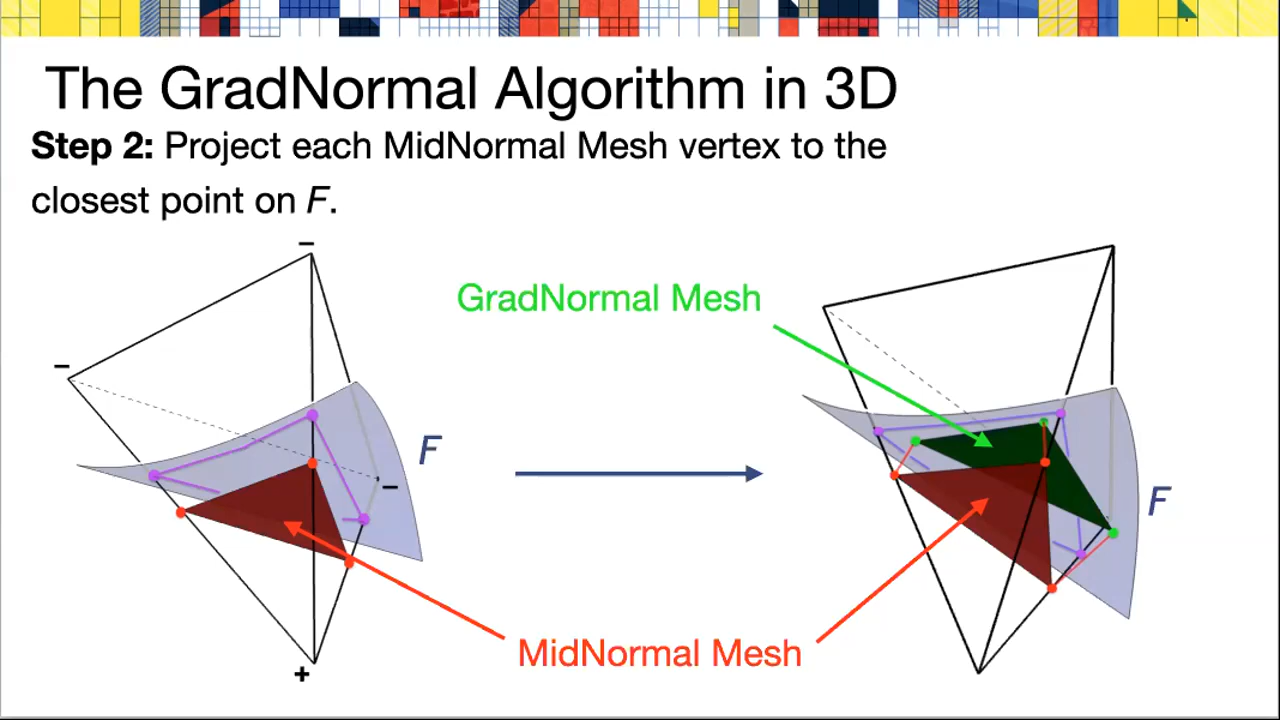 The GradNormal Algorithm in 3D
Step 2: Project each MidNormal Mesh vertex to the
closest point on F.
−
GradNormal Mesh
−
F
−
F
MidNormal Mesh
+